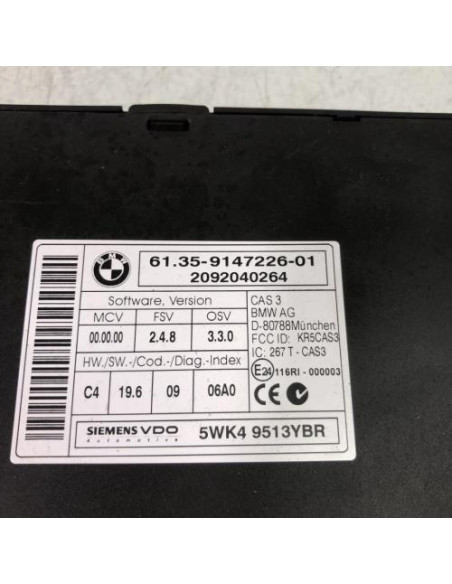 BMW
61.35-9147226-01
2092040264
Software, Version
MCV FSV OSV
00.00.00 2.4.8 3.3.0
HW./SW.-/Cod.-/Diag.-Index
C4 19.6 09 06A0
CAS 3
BMW AG
D-80788München
FCC ID: KR5CAS3
IC: 267 T - CAS3
E24 116RI - 000003
CE
SIEMENS VDO
Automotive
5WK4 9513YBR